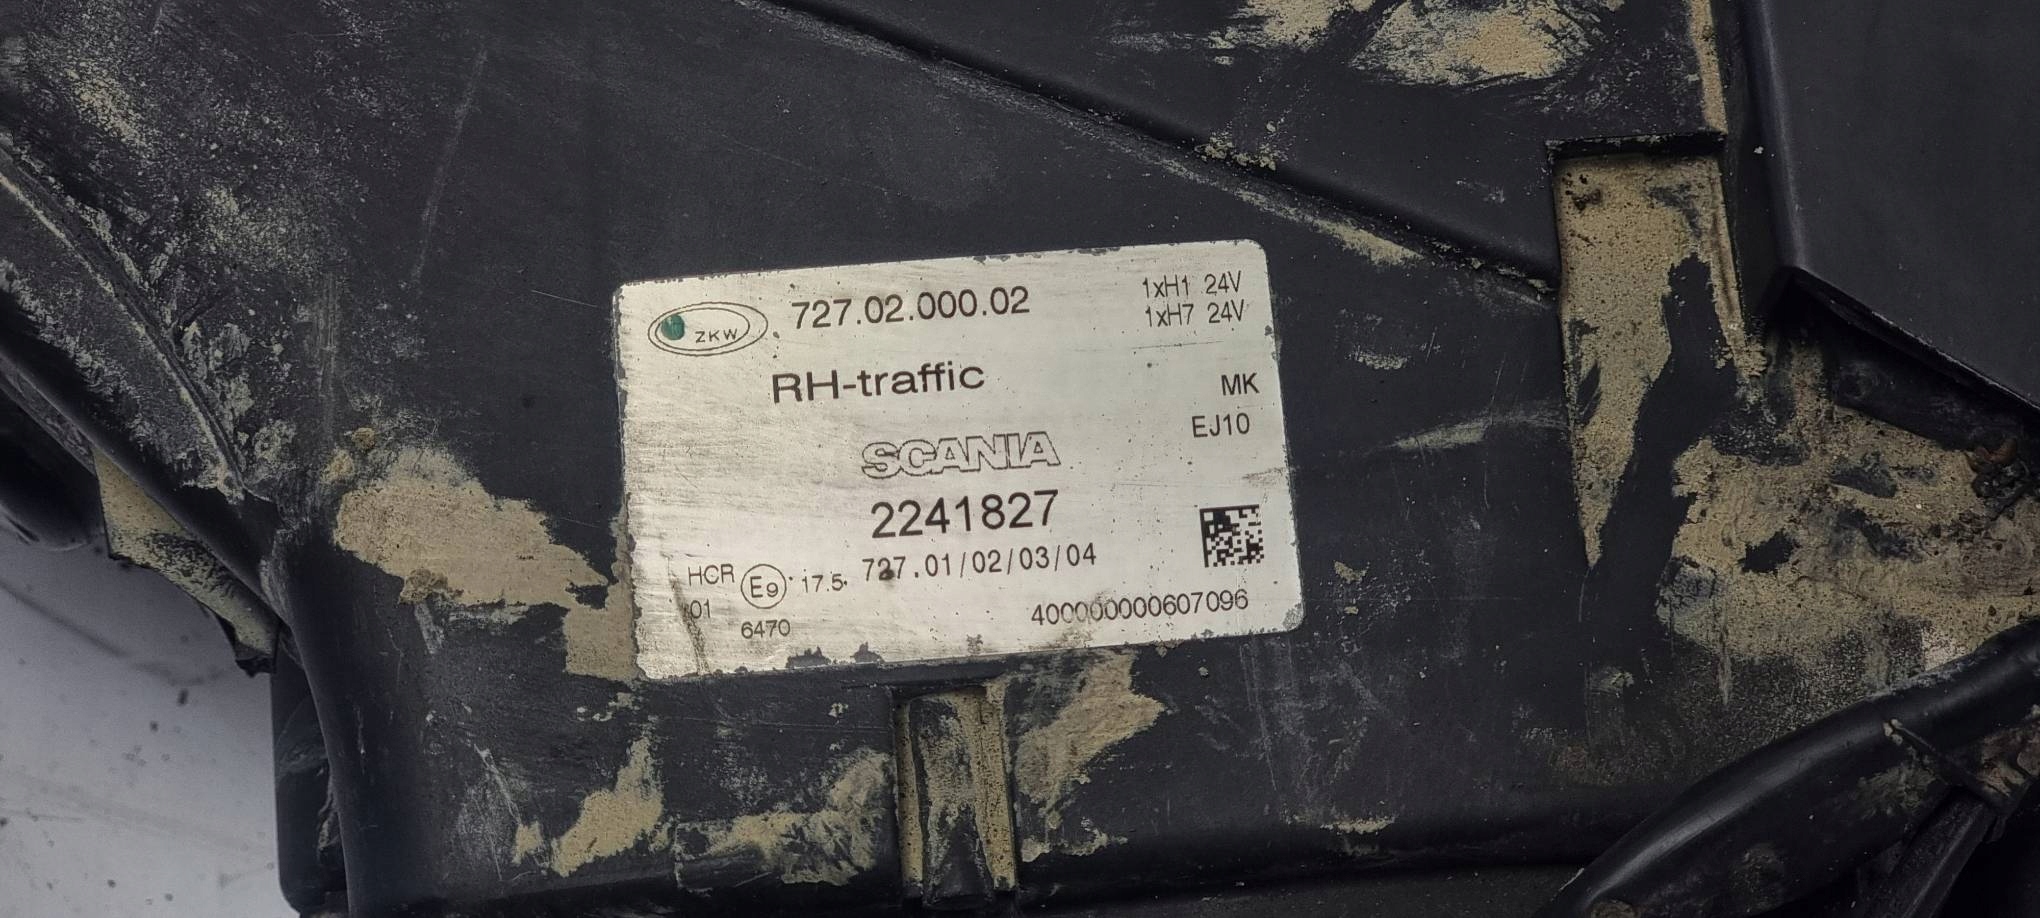 ZKW 727.02.000.02 1xH1 24V
1xH7 24V
RH-traffic MK
EJ10
SCANIA
2241827
HCR E9 17.5. 727.01/02/03/04
01
6470 400000000607096